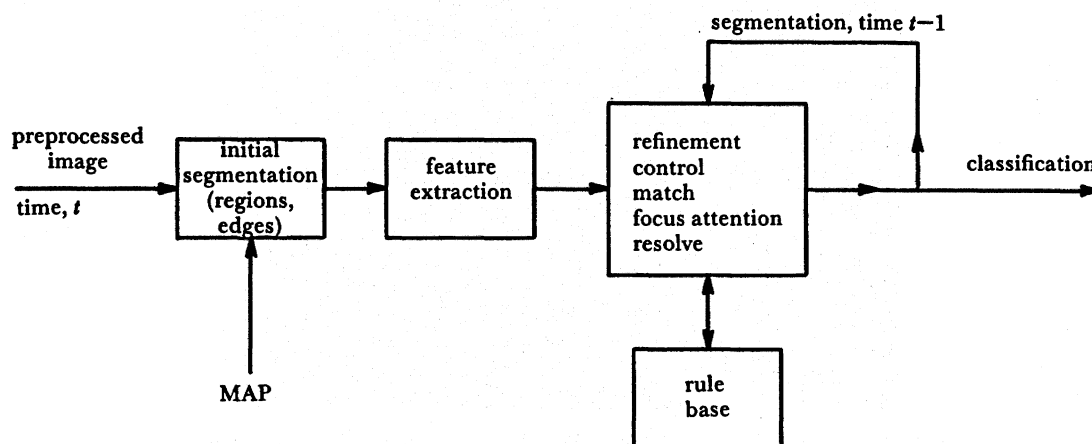 segmentation, time t−1
preprocessed
image
time, t
initial
segmentation
(regions,
edges)
feature
extraction
refinement
control
match
focus attention
resolve
classification
MAP
rule
base